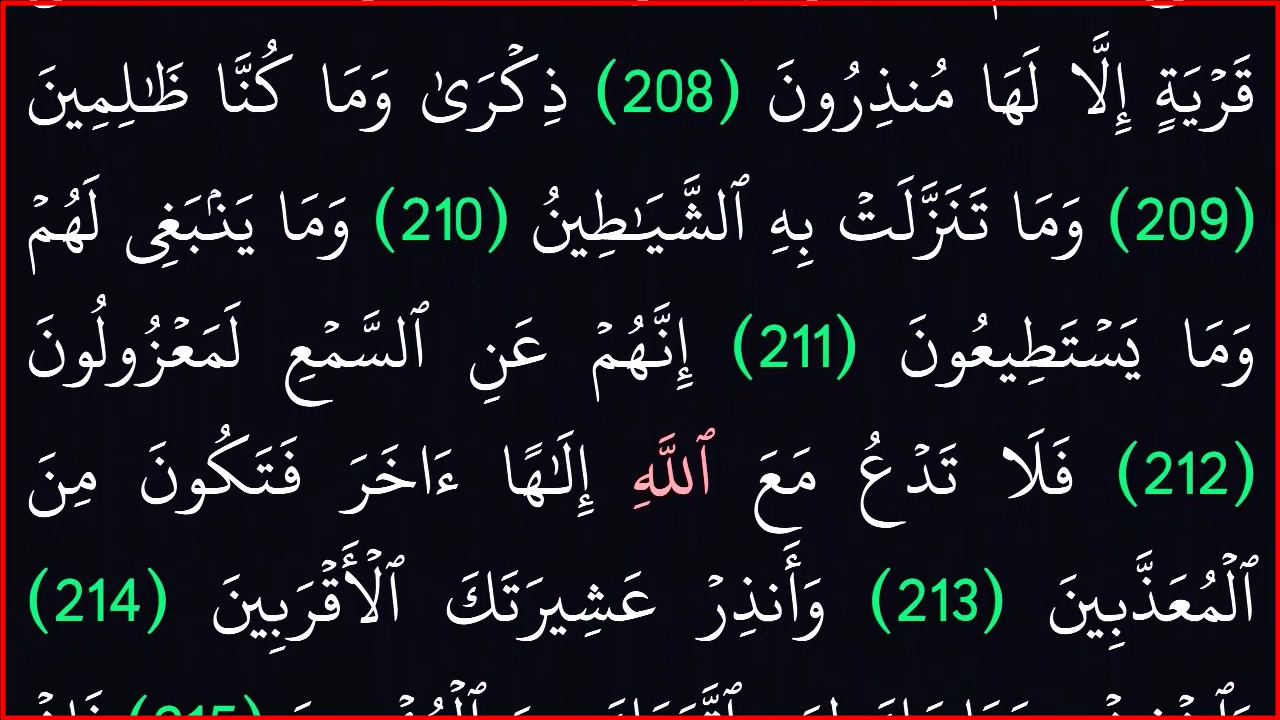 قَرْيَةٍ إِلَّا لَهَا مُنذِرُونَ (208) ذِكْرَىٰ وَمَا كُنَّا ظَـٰلِمِينَ
(209) وَمَا تَنَزَّلَتْ بِهِ ٱلشَّيَـٰطِينُ (210) وَمَا يَنۢبَغِى لَهُمْ
وَمَا يَسْتَطِيعُونَ (211) إِنَّهُمْ عَنِ ٱلسَّمْعِ لَمَعْزُولُونَ
(212) فَلَا تَدْعُ مَعَ ٱللَّهِ إِلَـٰهًا ءَاخَرَ فَتَكُونَ مِنَ
ٱلْمُعَذَّبِينَ (213) وَأَنذِرْ عَشِيرَتَكَ ٱلْأَقْرَبِينَ (214)